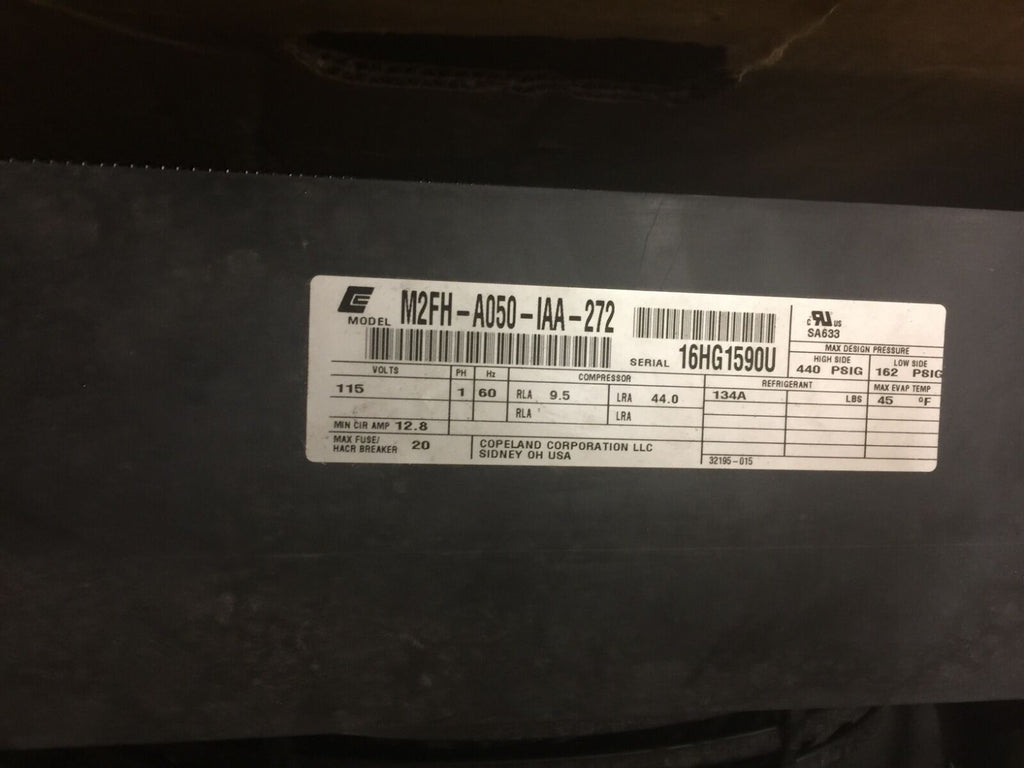 MODEL M2FH-A050-IAA-272
SERIAL 16HG1590U
c RU US
SA633
MAX DESIGN PRESSURE
HIGH SIDE LOW SIDE
440 PSIG 162 PSIG
VOLTS PH Hz COMPRESSOR REFRIGERANT MAX EVAP TEMP
115 1 60 RLA 9.5 LRA 44.0 134A LBS 45 °F
RLA LRA
MIN CIR AMP 12.8
MAX FUSE/
HACR BREAKER 20
COPELAND CORPORATION LLC
SIDNEY OH USA
32195-015